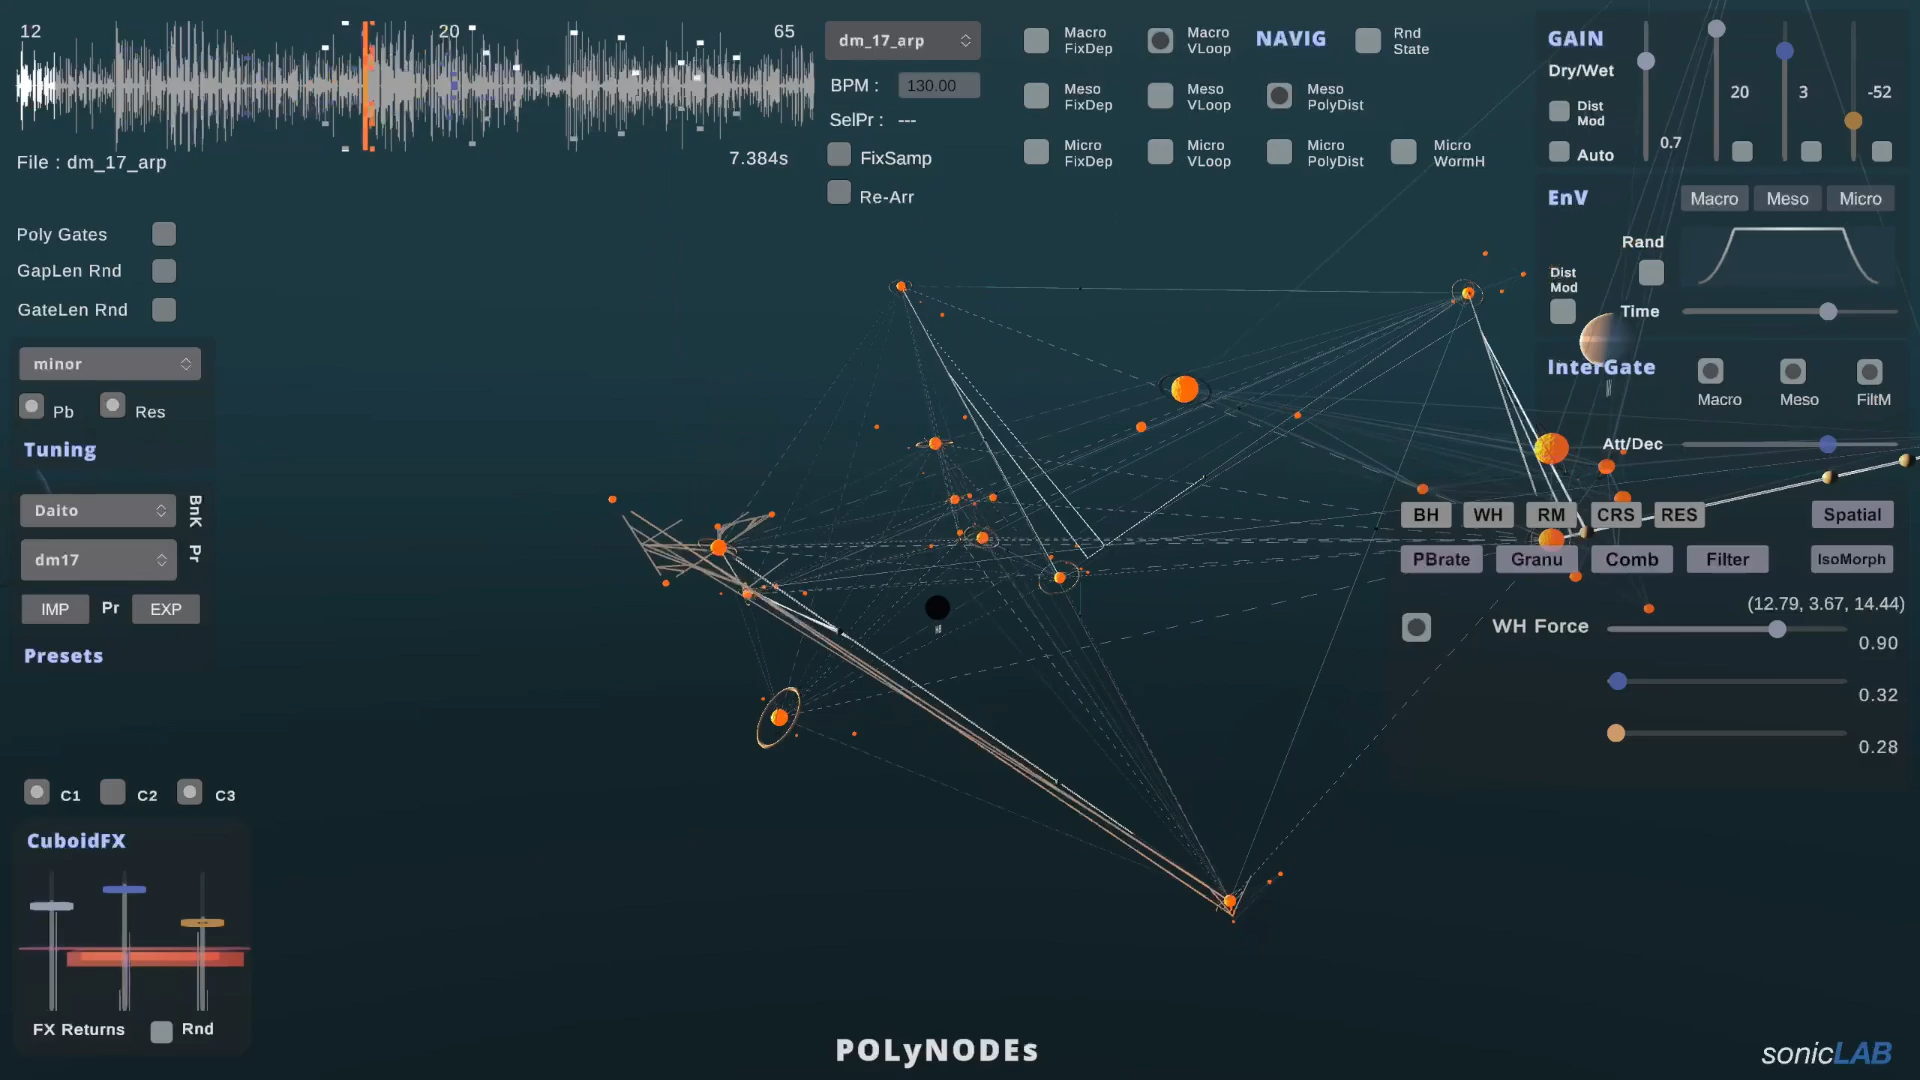 12
20
65
File : dm_17_arp
7.384s
dm_17_arp
BPM :
130.00
SelPr : ---
FixSamp
Re-Arr
Macro
FixDep
Macro
VLoop
NAVIG
Rnd
State
Meso
FixDep
Meso
VLoop
Meso
PolyDist
Micro
FixDep
Micro
VLoop
Micro
PolyDist
Micro
WormH
GAIN
Dry/Wet
Dist
Mod
Auto
0.7
20
3
-52
EnV
Macro
Meso
Micro
Rand
Dist
Mod
Time
InterGate
Macro
Meso
FiltM
Att/Dec
BH
WH
RM
CRS
RES
Spatial
PBrate
Granu
Comb
Filter
IsoMorph
(12.79, 3.67, 14.44)
WH Force
0.90
0.32
0.28
Poly Gates
GapLen Rnd
GateLen Rnd
minor
Pb
Res
Tuning
Daito
BnK
dm17
Pr
IMP
Pr
EXP
Presets
C1
C2
C3
CuboidFX
FX Returns
Rnd
POLyNODEs
sonicLAB